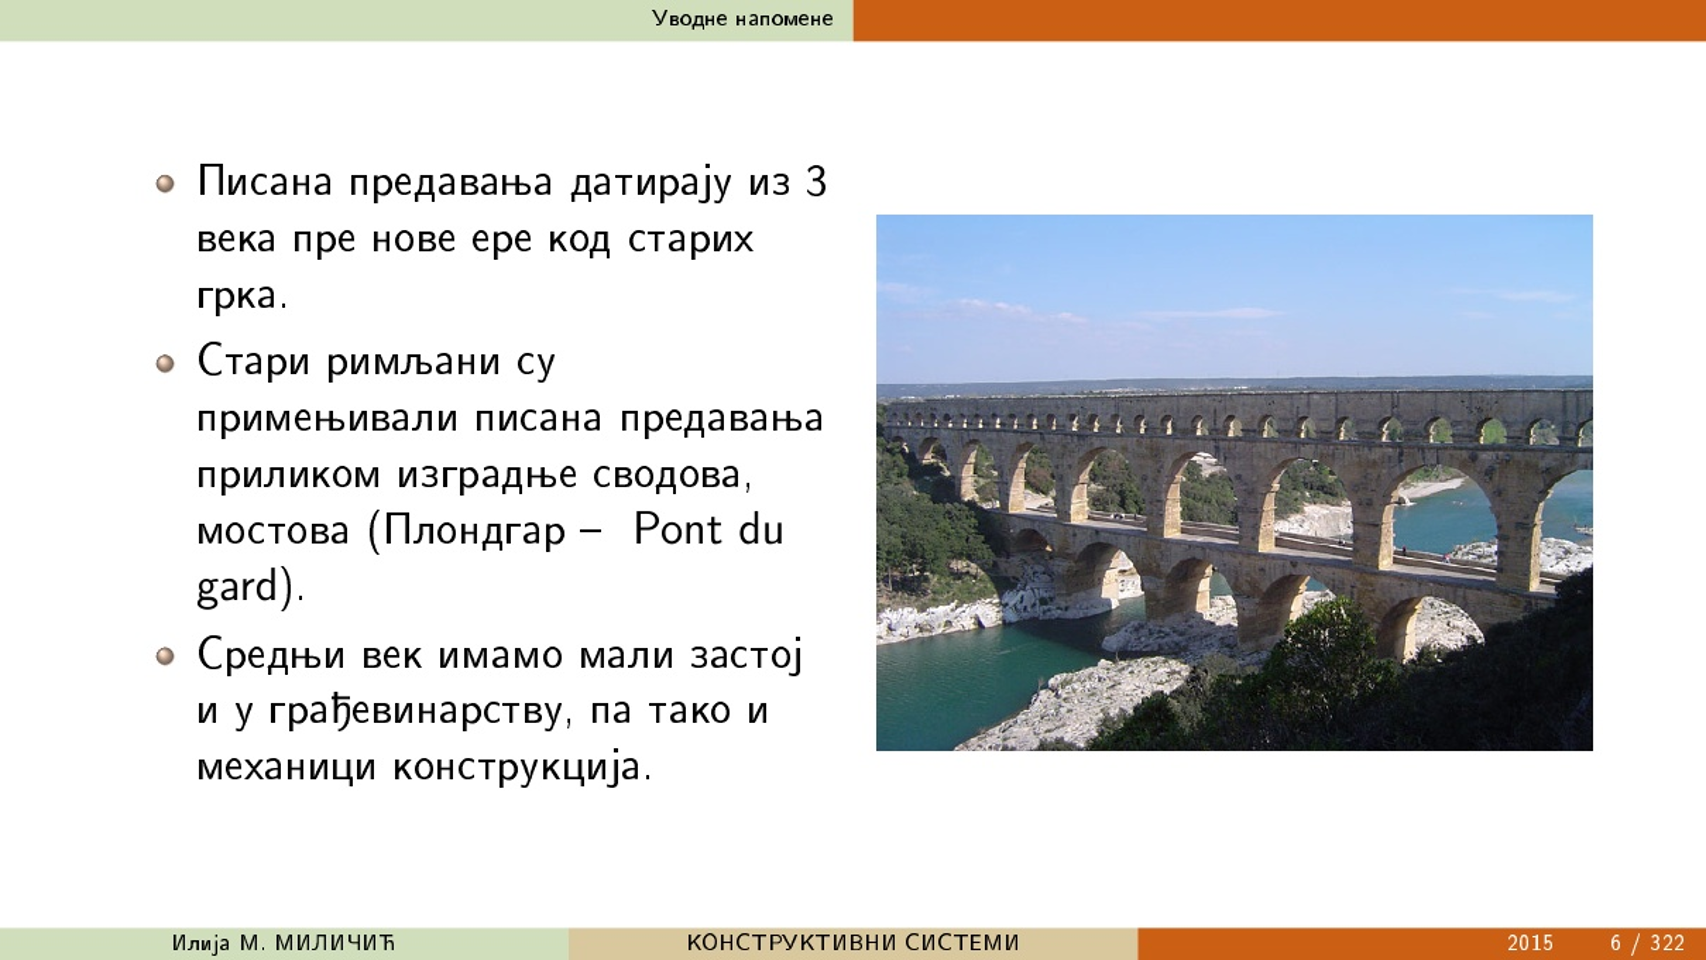 Уводне напомене
Писана предавања датирају из 3
века пре нове ере код старих
грка.
Стари римљани су
примењивали писана предавања
приликом изградње сводова,
мостова (Плондгар – Pont du
gard).
Средњи век имамо мали застој
и у грађевинарству, па тако и
механици конструкција.
Илија М. МИЛИЧИЋ
КОНСТРУКТИВНИ СИСТЕМИ
2015
6 / 322